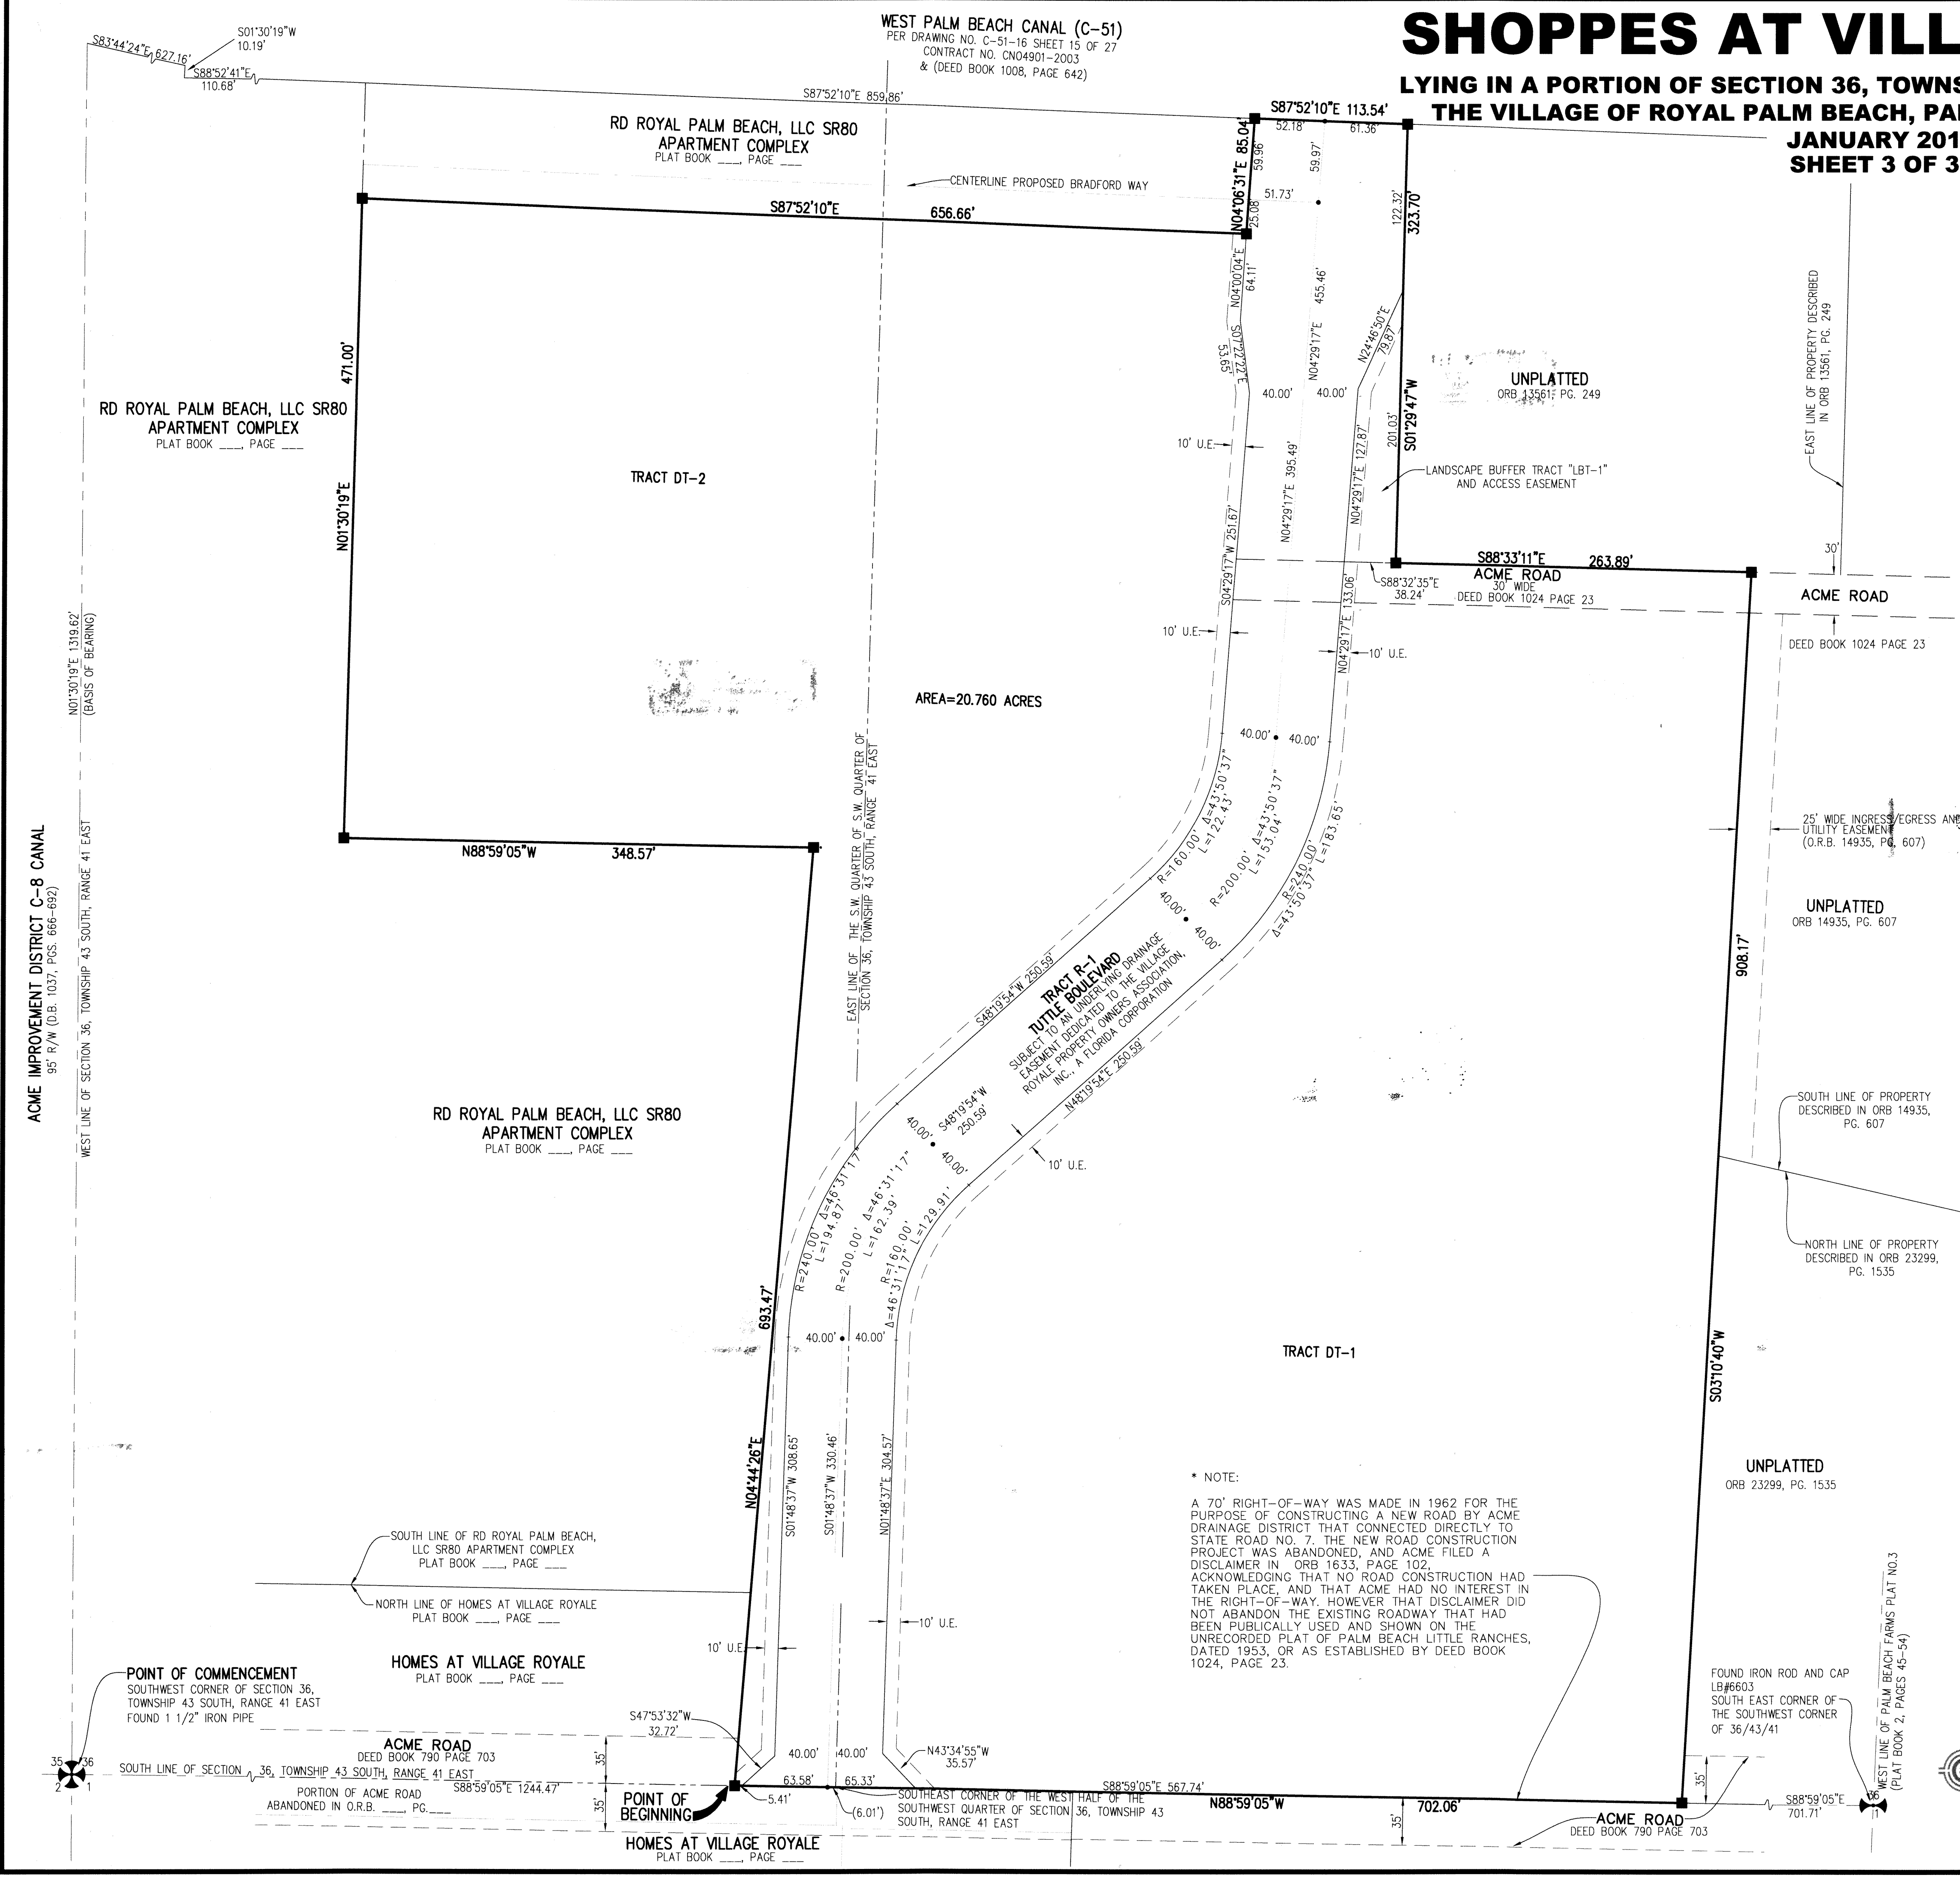 SHOPPES AT VILL
LYING IN A PORTION OF SECTION 36, TOWNS
THE VILLAGE OF ROYAL PALM BEACH, PAL
JANUARY 201
SHEET 3 OF 3
WEST PALM BEACH CANAL (C-51)
PER DRAWING NO. C-51-16 SHEET 15 OF 27
CONTRACT NO. CN04901-2003
& (DEED BOOK 1008, PAGE 642)
S83°44'24"E 627.16'
S01°30'19"W
10.19'
S88°52'41"E
110.68'
S87°52'10"E 859.86'
RD ROYAL PALM BEACH, LLC SR80
APARTMENT COMPLEX
PLAT BOOK ___, PAGE ___
CENTERLINE PROPOSED BRADFORD WAY
S87°52'10"E 656.66'
S87°52'10"E 113.54'
52.18' 61.36'
N04°06'31"E 85.04'
59.96'
25.08'
59.97'
51.73'
122.32'
323.70'
N04°00'04"E
64.11'
S07°22'22"E
53.65'
N04°29'17"E 455.46'
N24°46'50"E
79.87'
40.00' 40.00'
201.03'
S01°29'47"W
UNPLATTED
ORB 13561, PG. 249
EAST LINE OF PROPERTY DESCRIBED
IN ORB 13561, PG. 249
LANDSCAPE BUFFER TRACT "LBT-1"
AND ACCESS EASEMENT
10' U.E.
N04°29'17"E 395.49'
N04°29'17"E 127.87'
S04°29'17"W 251.67'
471.00'
N01°30'19"E
RD ROYAL PALM BEACH, LLC SR80
APARTMENT COMPLEX
PLAT BOOK ___, PAGE ___
TRACT DT-2
S88°33'11"E 263.89'
ACME ROAD
30' WIDE
DEED BOOK 1024 PAGE 23
S88°32'35"E
38.24'
30'
ACME ROAD
DEED BOOK 1024 PAGE 23
10' U.E.
N04°29'17"E 133.06'
10' U.E.
N01°30'19"E 1319.62'
(BASIS OF BEARING)
AREA=20.760 ACRES
40.00' 40.00'
EAST LINE OF THE S.W. QUARTER OF S.W. QUARTER OF
SECTION 36, TOWNSHIP 43 SOUTH, RANGE 41 EAST
R=160.00' Δ=43°50'37"
L=122.43'
R=200.00' Δ=43°50'37"
L=153.04'
R=240.00'
Δ=43°50'37" L=183.65'
N88°59'05"W 348.57'
ACME IMPROVEMENT DISTRICT C-8 CANAL
95' R/W (D.B. 1037, PGS. 666-692)
WEST LINE OF SECTION 36, TOWNSHIP 43 SOUTH, RANGE 41 EAST
25' WIDE INGRESS/EGRESS AND
UTILITY EASEMENT
(O.R.B. 14935, PG. 607)
UNPLATTED
ORB 14935, PG. 607
908.17'
S03°10'40"W
40.00'
40.00'
S48°19'54"W 250.59'
TRACT R-1
TUTTLE BOULEVARD
SUBJECT TO AN UNDERLYING DRAINAGE
EASEMENT DEDICATED TO THE VILLAGE
ROYALE PROPERTY OWNERS ASSOCIATION,
INC., A FLORIDA CORPORATION
N48°19'54"E 250.59'
S48°19'54"W
250.59'
40.00'
40.00'
10' U.E.
RD ROYAL PALM BEACH, LLC SR80
APARTMENT COMPLEX
PLAT BOOK ___, PAGE ___
SOUTH LINE OF PROPERTY
DESCRIBED IN ORB 14935,
PG. 607
NORTH LINE OF PROPERTY
DESCRIBED IN ORB 23299,
PG. 1535
R=240.00' Δ=46°31'17"
L=194.87'
R=200.00' Δ=46°31'17"
L=162.39'
R=160.00'
Δ=46°31'17" L=129.91'
693.47'
N04°44'26"E
40.00' 40.00'
TRACT DT-1
S01°48'37"W 308.65'
S01°48'37"W 330.46'
N01°48'37"E 304.57'
UNPLATTED
ORB 23299, PG. 1535
* NOTE:
A 70' RIGHT-OF-WAY WAS MADE IN 1962 FOR THE
PURPOSE OF CONSTRUCTING A NEW ROAD BY ACME
DRAINAGE DISTRICT THAT CONNECTED DIRECTLY TO
STATE ROAD NO. 7. THE NEW ROAD CONSTRUCTION
PROJECT WAS ABANDONED, AND ACME FILED A
DISCLAIMER IN ORB 1633, PAGE 102,
ACKNOWLEDGING THAT NO ROAD CONSTRUCTION HAD
TAKEN PLACE, AND THAT ACME HAD NO INTEREST IN
THE RIGHT-OF-WAY. HOWEVER THAT DISCLAIMER DID
NOT ABANDON THE EXISTING ROADWAY THAT HAD
BEEN PUBLICALLY USED AND SHOWN ON THE
UNRECORDED PLAT OF PALM BEACH LITTLE RANCHES,
DATED 1953, OR AS ESTABLISHED BY DEED BOOK
1024, PAGE 23.
SOUTH LINE OF RD ROYAL PALM BEACH,
LLC SR80 APARTMENT COMPLEX
PLAT BOOK ___, PAGE ___
NORTH LINE OF HOMES AT VILLAGE ROYALE
PLAT BOOK ___, PAGE ___
10' U.E.
10' U.E.
HOMES AT VILLAGE ROYALE
PLAT BOOK ___, PAGE ___
POINT OF COMMENCEMENT
SOUTHWEST CORNER OF SECTION 36,
TOWNSHIP 43 SOUTH, RANGE 41 EAST
FOUND 1 1/2" IRON PIPE
FOUND IRON ROD AND CAP
LB#6603
SOUTH EAST CORNER OF
THE SOUTHWEST CORNER
OF 36/43/41
WEST LINE OF PALM BEACH FARMS PLAT NO.3
(PLAT BOOK 2, PAGES 45-54)
S47°53'32"W
32.72'
ACME ROAD
DEED BOOK 790 PAGE 703
35'
40.00' 40.00'
N43°34'55"W
35.57'
35 36
2 1
SOUTH LINE OF SECTION 36, TOWNSHIP 43 SOUTH, RANGE 41 EAST
S88°59'05"E 1244.47'
PORTION OF ACME ROAD
ABANDONED IN O.R.B. ___, PG.___
35'
POINT OF
BEGINNING
5.41'
63.58' 65.33'
(6.01')
SOUTHEAST CORNER OF THE WEST HALF OF THE
SOUTHWEST QUARTER OF SECTION 36, TOWNSHIP 43
SOUTH, RANGE 41 EAST
S88°59'05"E 567.74'
N88°59'05"W 702.06'
35'
35'
ACME ROAD
DEED BOOK 790 PAGE 703
S88°59'05"E
701.71'
36
1
HOMES AT VILLAGE ROYALE
PLAT BOOK ___, PAGE ___